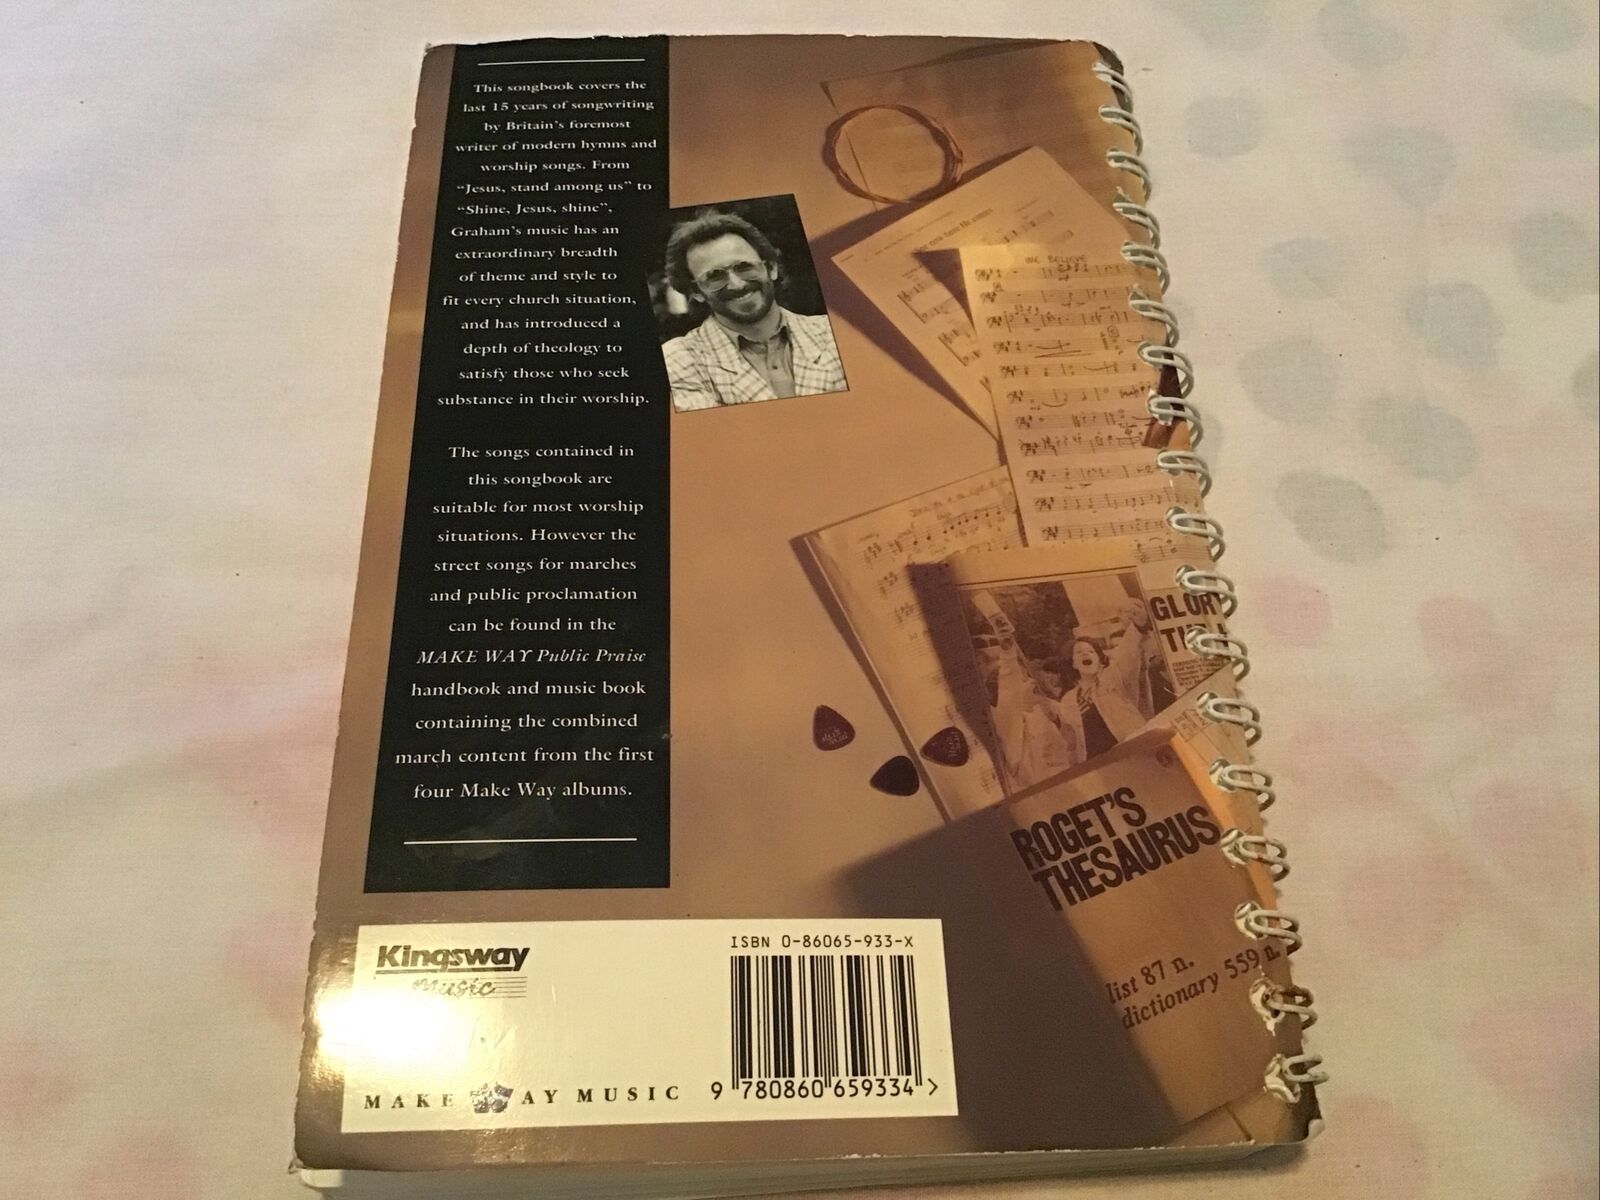 This songbook covers the
last 15 years of songwriting
by Britain's foremost
writer of modern hymns and
worship songs. From
"Jesus, stand among us" to
"Shine, Jesus, shine",
Graham's music has an
extraordinary breadth
of theme and style to
fit every church situation,
and has introduced a
depth of theology to
satisfy those who seek
substance in their worship.
The songs contained in
this songbook are
suitable for most worship
situations. However the
street songs for marches
and public proclamation
can be found in the
MAKE WAY Public Praise
handbook and music book
containing the combined
march content from the first
four Make Way albums.
WE BELIEVE
GLORY
ROGET'S
THESAURUS
list 87 n.
dictionary 559 n.
Kingsway
Music
MAKE WAY MUSIC
ISBN 0-86065-933-X
9 780860 659334 >